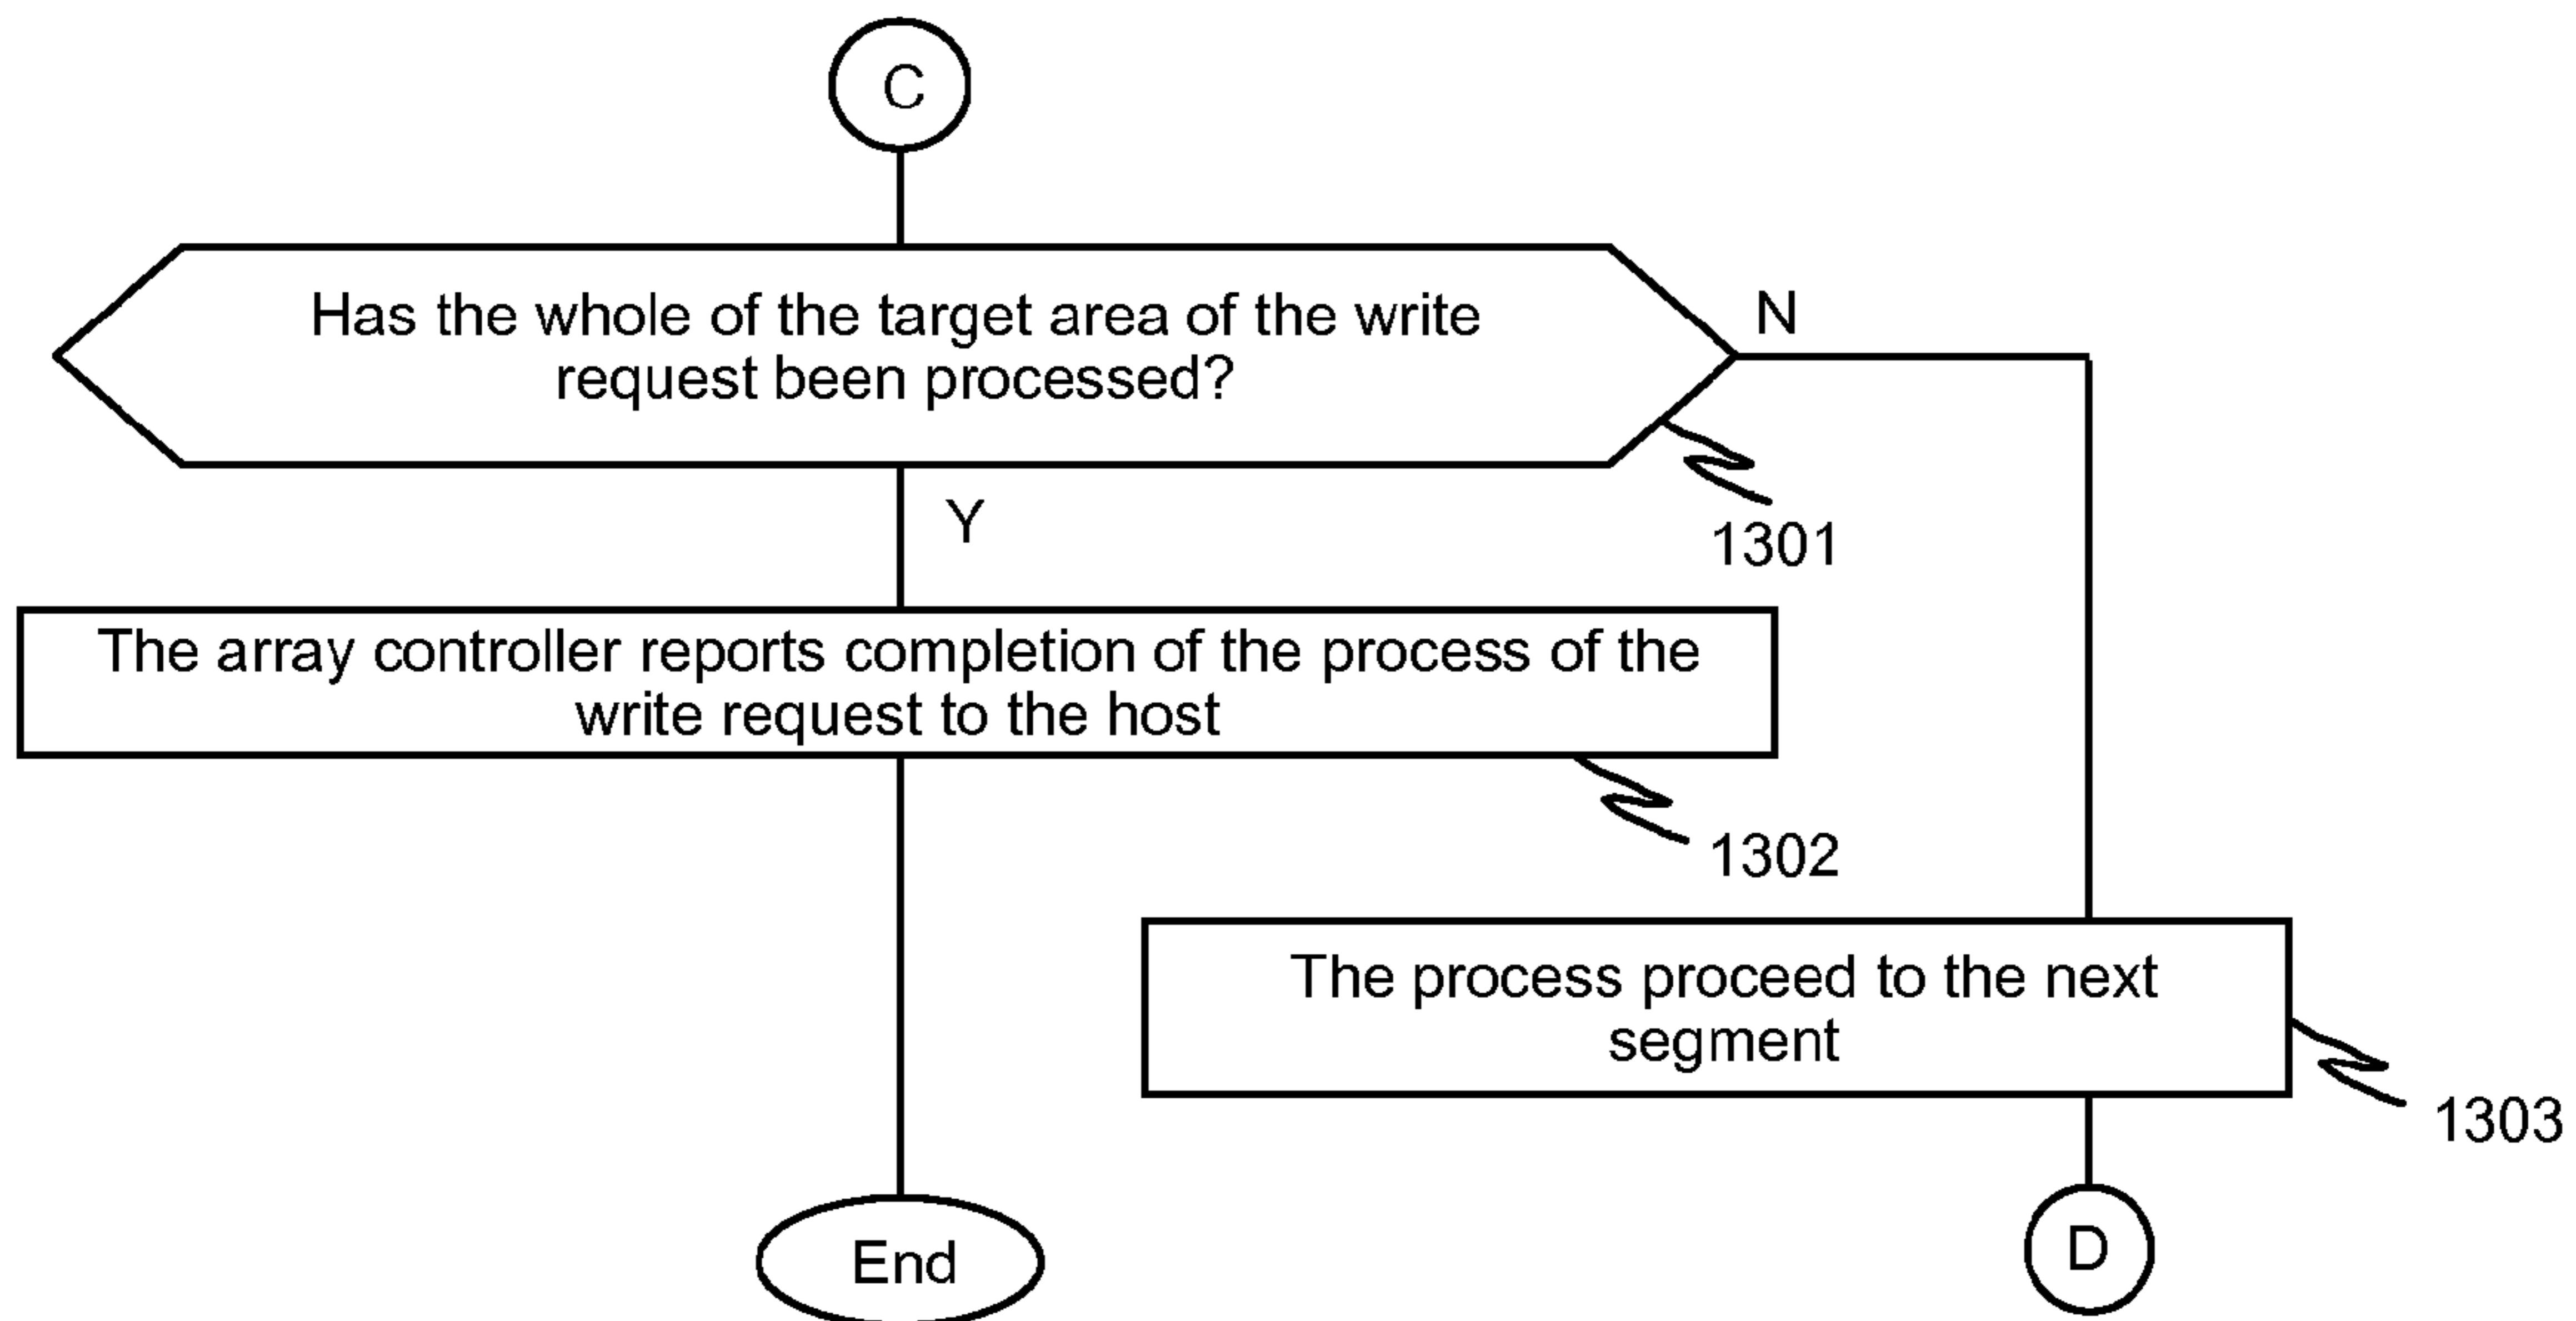 C
Has the whole of the target area of the write
request been processed?
N
1301
Y
The array controller reports completion of the process of the
write request to the host
1302
The process proceed to the next
segment
1303
End
D